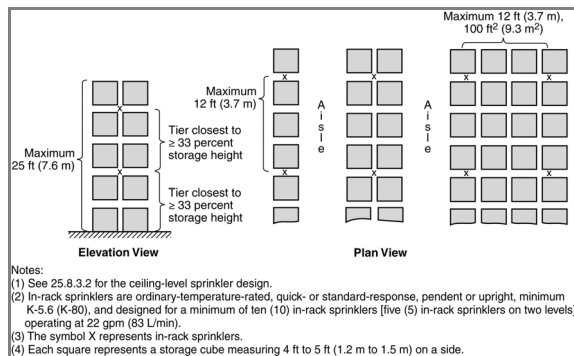 Maximum 12 ft (3.7 m),
100 ft² (9.3 m²)
x
x
x
Maximum
12 ft (3.7 m)
A
i
s
l
e
x
x
A
i
s
l
e
x
x
x
Tier closest to
≥ 33 percent
storage height
Maximum
25 ft (7.6 m)
x
x
x
x
x
Tier closest to
≥ 33 percent
storage height
Elevation View
Plan View
Notes:
(1) See 25.8.3.2 for the ceiling-level sprinkler design.
(2) In-rack sprinklers are ordinary-temperature-rated, quick- or standard-response, pendent or upright, minimum
K-5.6 (K-80), and designed for a minimum of ten (10) in-rack sprinklers [five (5) in-rack sprinklers on two levels]
operating at 22 gpm (83 L/min).
(3) The symbol X represents in-rack sprinklers.
(4) Each square represents a storage cube measuring 4 ft to 5 ft (1.2 m to 1.5 m) on a side.